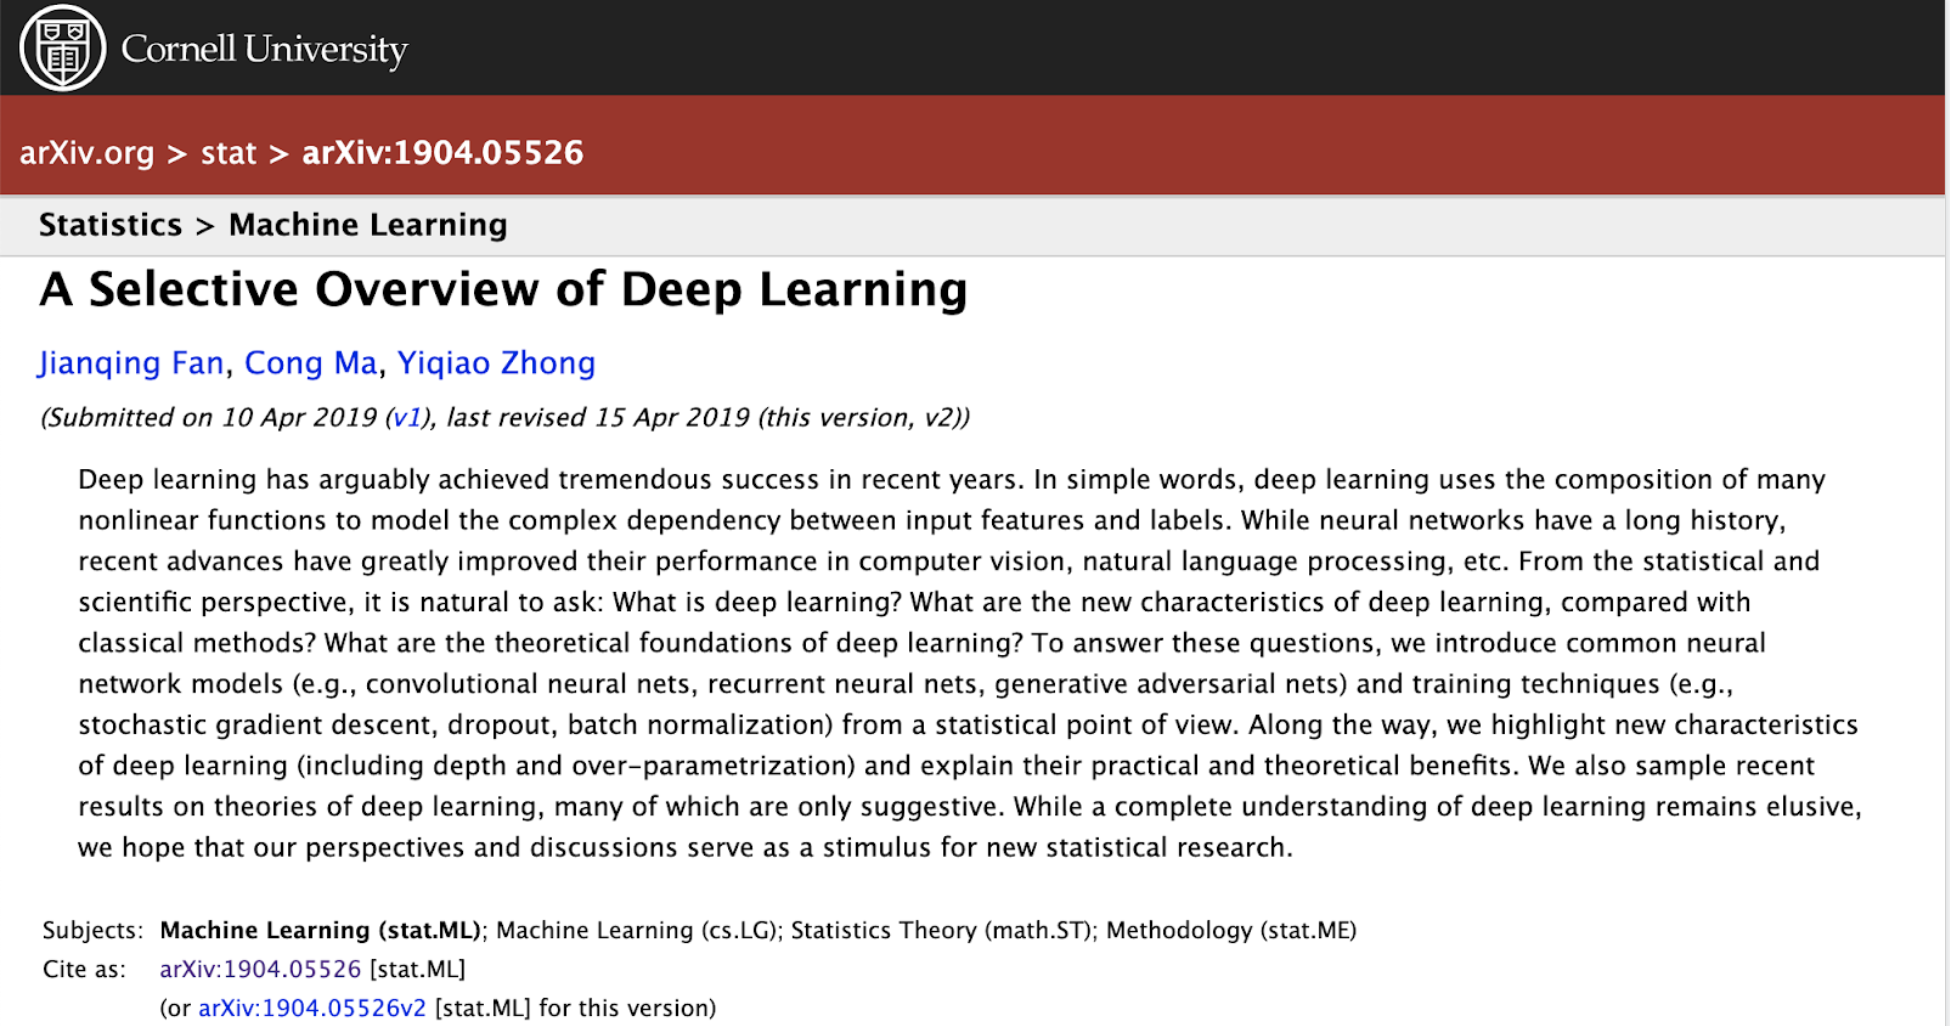 Cornell University
arXiv.org > stat > arXiv:1904.05526
Statistics > Machine Learning
A Selective Overview of Deep Learning
Jianqing Fan, Cong Ma, Yiqiao Zhong
(Submitted on 10 Apr 2019 (v1), last revised 15 Apr 2019 (this version, v2))
Deep learning has arguably achieved tremendous success in recent years. In simple words, deep learning uses the composition of many
nonlinear functions to model the complex dependency between input features and labels. While neural networks have a long history,
recent advances have greatly improved their performance in computer vision, natural language processing, etc. From the statistical and
scientific perspective, it is natural to ask: What is deep learning? What are the new characteristics of deep learning, compared with
classical methods? What are the theoretical foundations of deep learning? To answer these questions, we introduce common neural
network models (e.g., convolutional neural nets, recurrent neural nets, generative adversarial nets) and training techniques (e.g.,
stochastic gradient descent, dropout, batch normalization) from a statistical point of view. Along the way, we highlight new characteristics
of deep learning (including depth and over-parametrization) and explain their practical and theoretical benefits. We also sample recent
results on theories of deep learning, many of which are only suggestive. While a complete understanding of deep learning remains elusive,
we hope that our perspectives and discussions serve as a stimulus for new statistical research.
Subjects: Machine Learning (stat.ML); Machine Learning (cs.LG); Statistics Theory (math.ST); Methodology (stat.ME)
Cite as: arXiv:1904.05526 [stat.ML]
(or arXiv:1904.05526v2 [stat.ML] for this version)